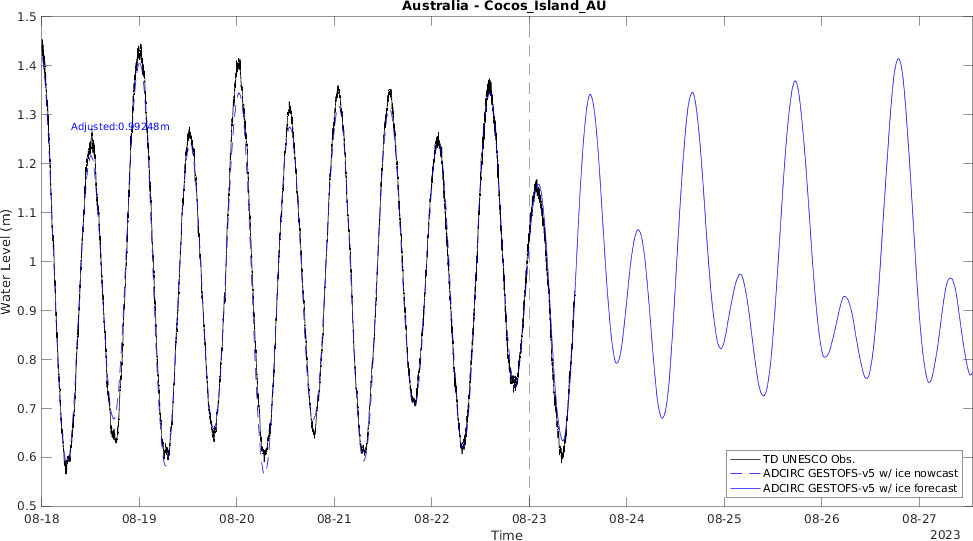 Australia - Cocos_Island_AU
1.5
1.4
1.3
1.2
1.1
1
0.9
0.8
0.7
0.6
0.5
Water Level (m)
Adjusted:0.99248m
TD UNESCO Obs.
ADCIRC GESTOFS-v5 w/ ice nowcast
ADCIRC GESTOFS-v5 w/ ice forecast
08-18 08-19 08-20 08-21 08-22 08-23 08-24 08-25 08-26 08-27
Time
2023